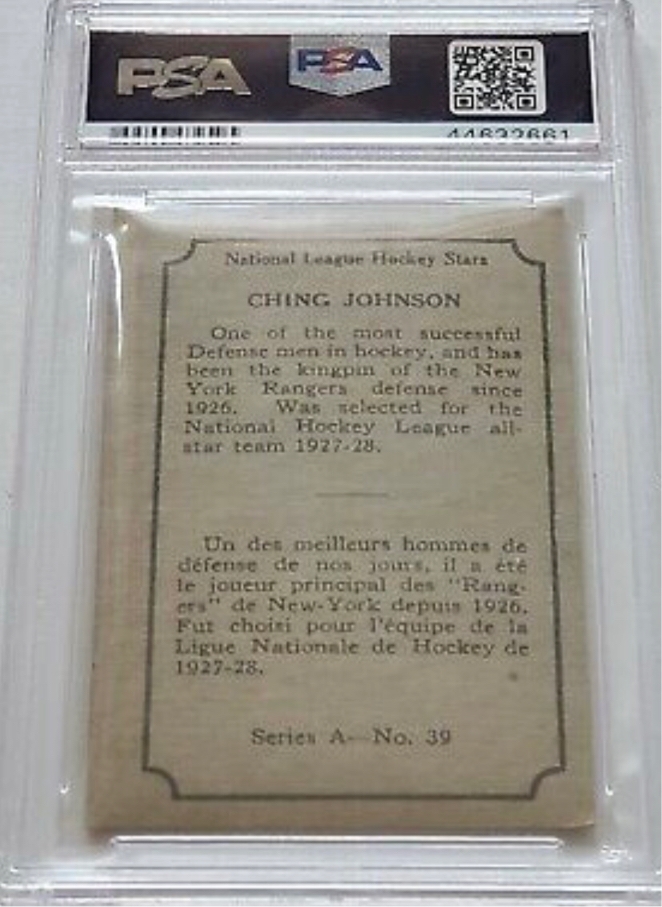 PSA
PSA
44632661
National League Hockey Stars
CHING JOHNSON
One of the most successful
Defense men in hockey, and has
been the kingpin of the New
York Rangers defense since
1926. Was selected for the
National Hockey League all-
star team 1927-28.
Un des meilleurs hommes de
défense de nos jours, il a été
le joueur principal des "Rang-
ers" de New-York depuis 1926.
Fut choisi pour l'équipe de la
Ligue Nationale de Hockey de
1927-28.
Series A—No. 39